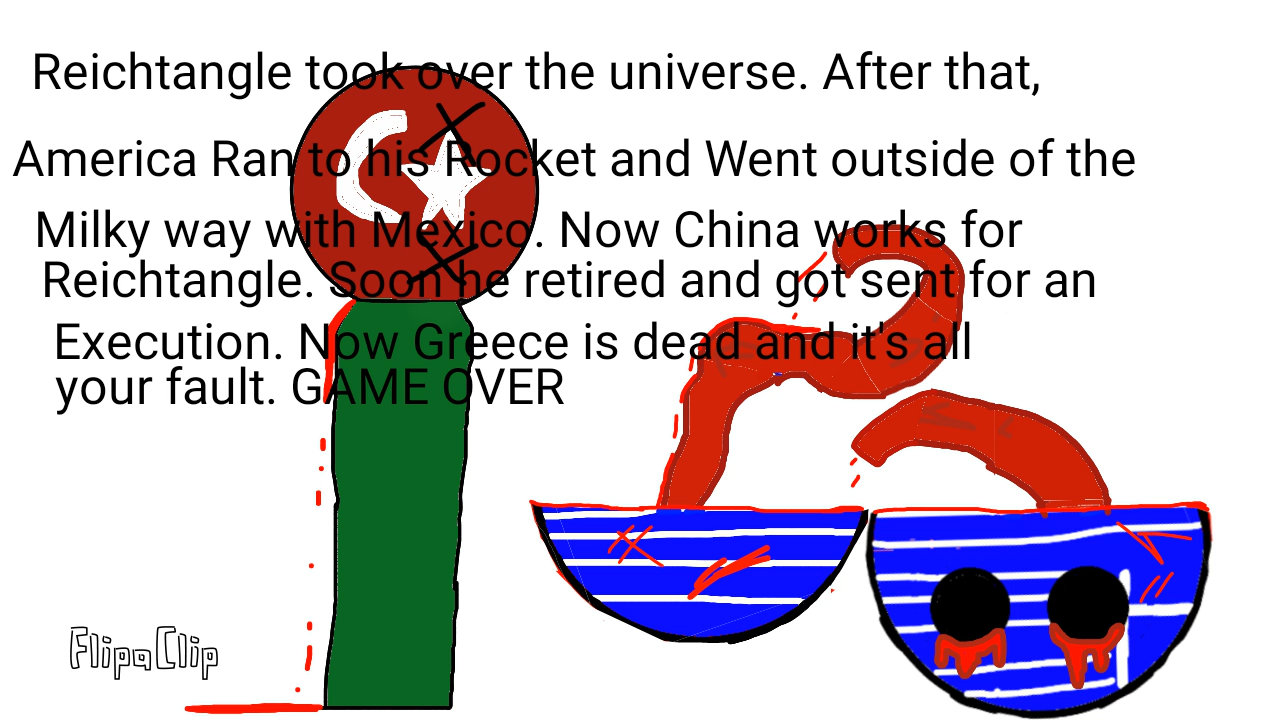 Reichtangle took over the universe. After that,
America Ran to his Rocket and Went outside of the
Milky way with Mexico. Now China works for
Reichtangle. Soon he retired and got sent for an
Execution. Now Greece is dead and it's all
your fault. GAME OVER
FlipaClip